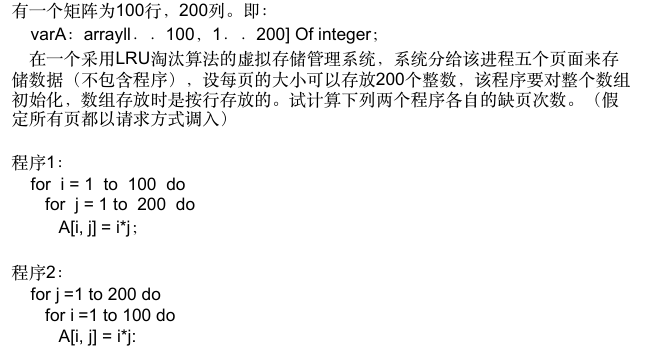 有一个矩阵为100行，200列。即：
varA：arrayll．．100，1．．200] Of integer；
在一个采用LRU淘汰算法的虚拟存储管理系统，系统分给该进程五个页面来存
储数据（不包含程序），设每页的大小可以存放200个整数，该程序要对整个数组
初始化，数组存放时是按行存放的。试计算下列两个程序各自的缺页次数。（假
定所有页都以请求方式调入）
程序1：
for i = 1 to 100 do
for j = 1 to 200 do
A[i, j] = i*j；
程序2：
for j =1 to 200 do
for i =1 to 100 do
A[i, j] = i*j: